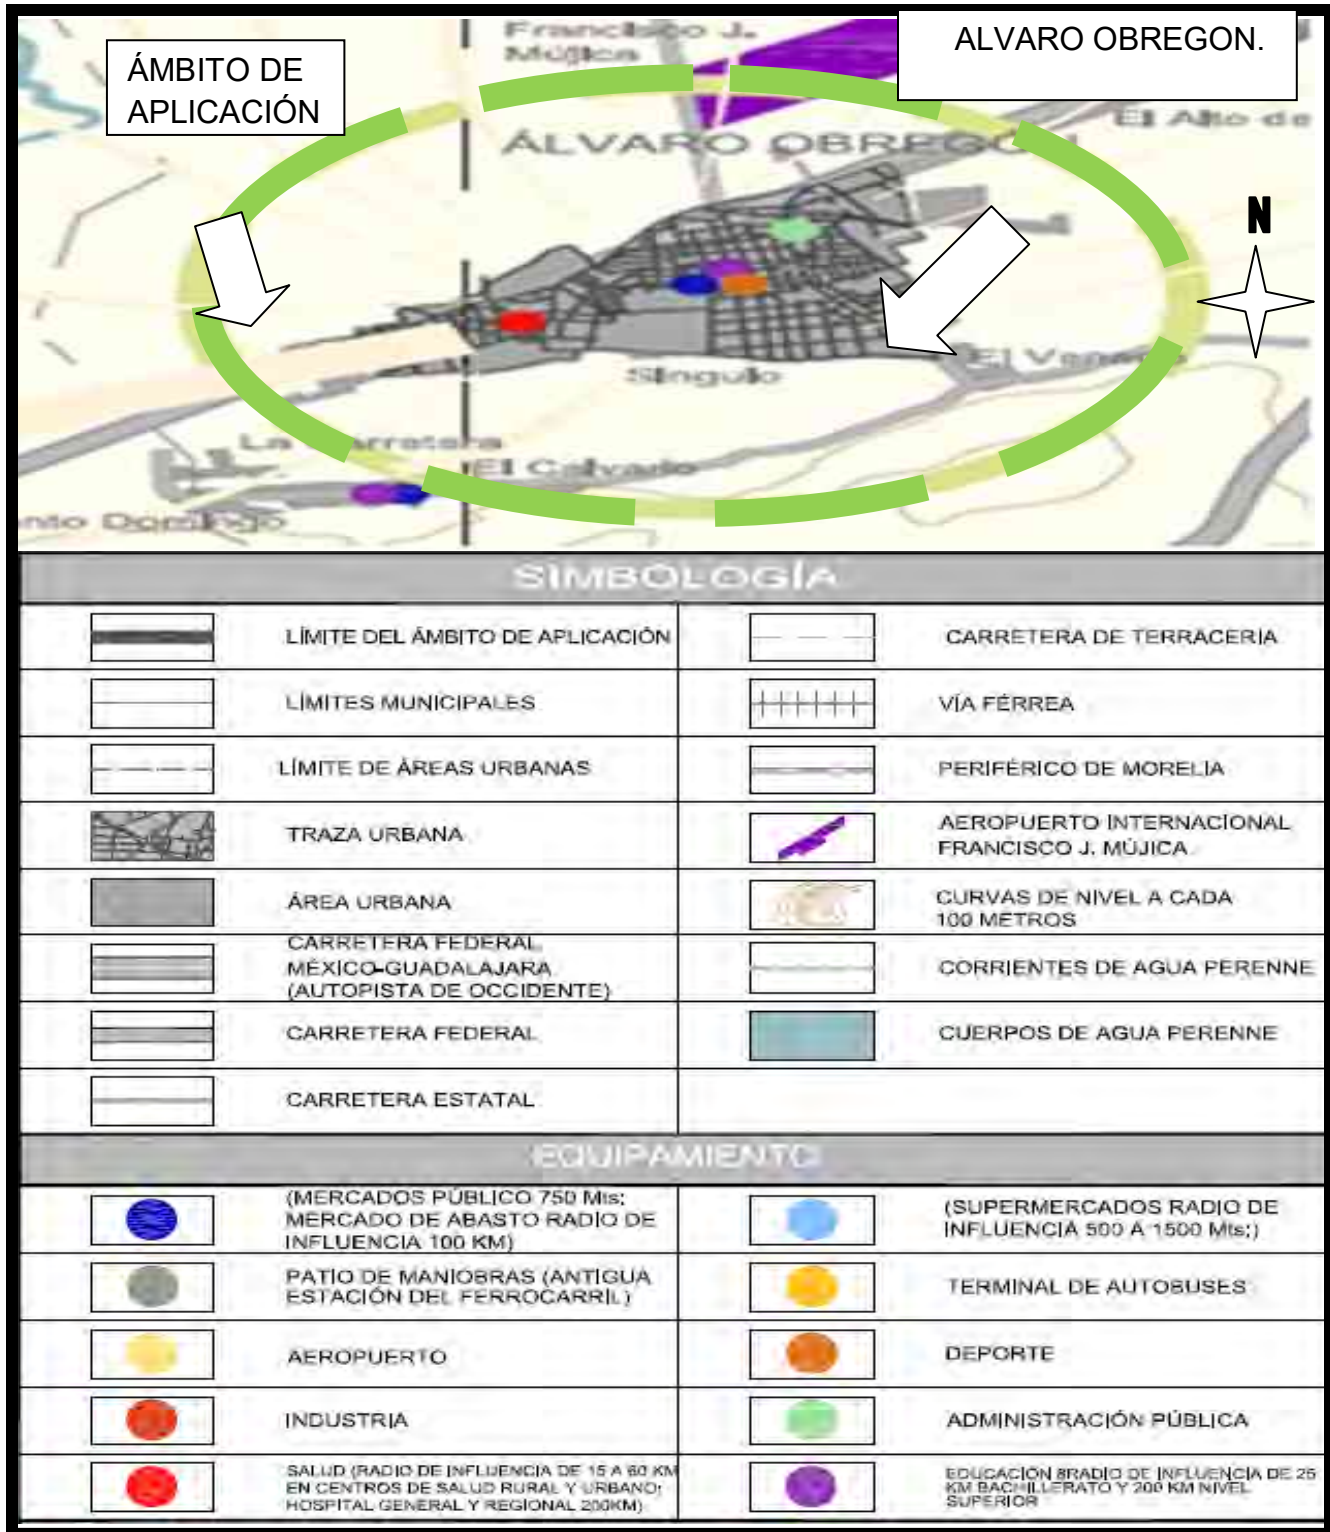 Francisco J.
Mújica
ALVARO OBREGON.
ÁMBITO DE
APLICACIÓN
El Alto de
ÁLVARO OBREGÓN
N
Singuio
La Carretera
El Calvario
SIMBOLOGÍA
LÍMITE DEL ÁMBITO DE APLICACIÓN
CARRETERA DE TERRACERIA
LÍMITES MUNICIPALES
VÍA FÉRREA
LÍMITE DE ÁREAS URBANAS
PERIFÉRICO DE MORELIA
TRAZA URBANA
AEROPUERTO INTERNACIONAL
FRANCISCO J. MÚJICA
ÁREA URBANA
CURVAS DE NIVEL A CADA
100 METROS
CARRETERA FEDERAL
MÉXICO-GUADALAJARA
(AUTOPISTA DE OCCIDENTE)
CORRIENTES DE AGUA PERENNE
CARRETERA FEDERAL
CUERPOS DE AGUA PERENNE
CARRETERA ESTATAL
EQUIPAMIENTO
(MERCADOS PÚBLICO 750 Mts;
MERCADO DE ABASTO RADIO DE
INFLUENCIA 100 KM)
(SUPERMERCADOS RADIO DE
INFLUENCIA 500 A 1500 Mts;)
PATIO DE MANIOBRAS (ANTIGUA
ESTACIÓN DEL FERROCARRIL)
TERMINAL DE AUTOBUSES
AEROPUERTO
DEPORTE
INDUSTRIA
ADMINISTRACIÓN PÚBLICA
SALUD (RADIO DE INFLUENCIA DE 15 A 60 KM
EN CENTROS DE SALUD RURAL Y URBANO;
HOSPITAL GENERAL Y REGIONAL 200KM)
EDUCACIÓN 8RADIO DE INFLUENCIA DE 25
KM BACHILLERATO Y 200 KM NIVEL
SUPERIOR